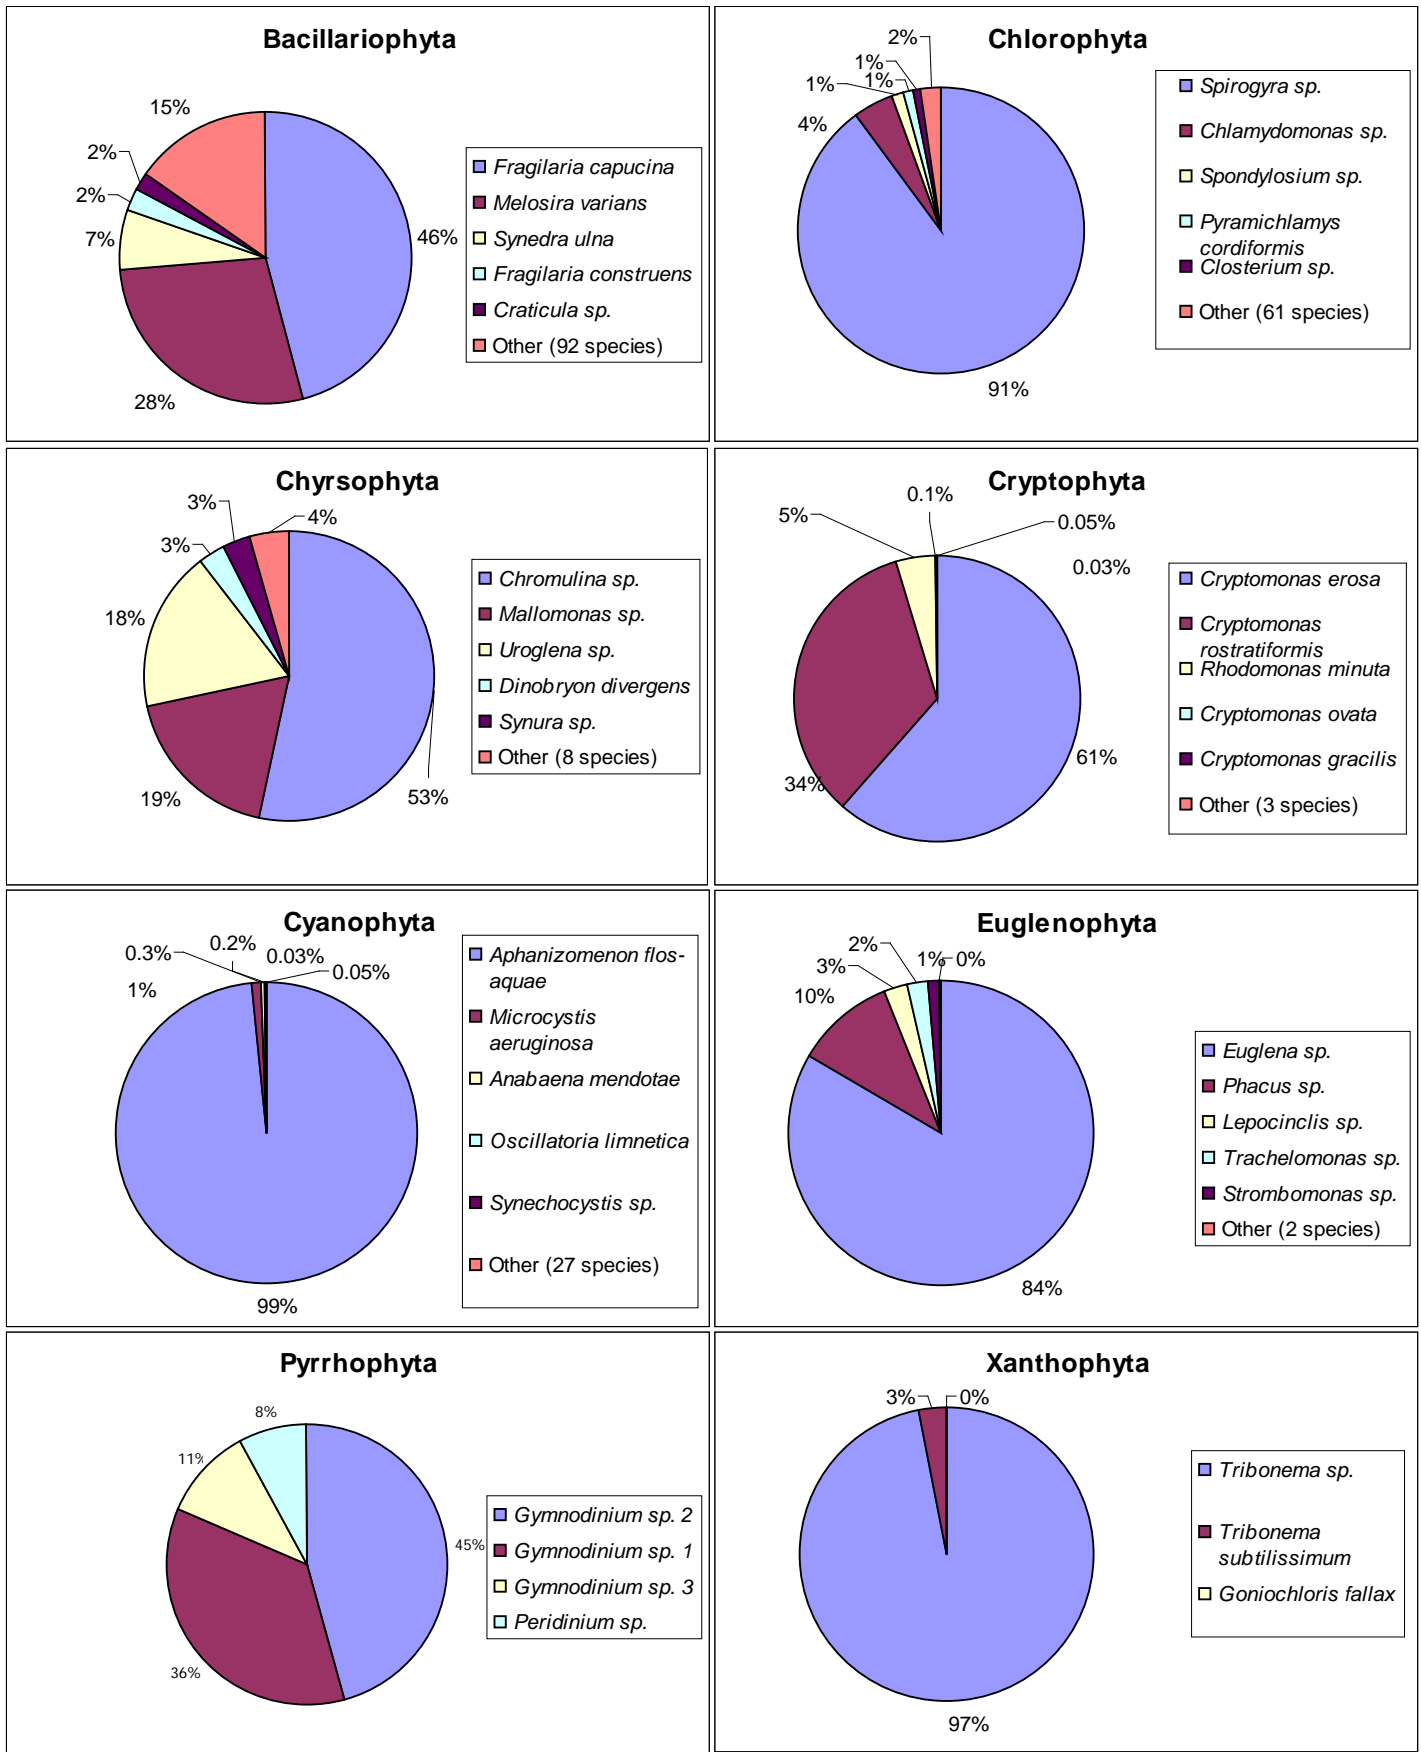 Bacillariophyta
15%
2%
2%
7%
46%
28%
Fragilaria capucina
Melosira varians
Synedra ulna
Fragilaria construens
Craticula sp.
Other (92 species)
Chlorophyta
2%
1%
1%
1%
4%
91%
Spirogyra sp.
Chlamydomonas sp.
Spondylosium sp.
Pyramichlamys
cordiformis
Closterium sp.
Other (61 species)
Chyrsophyta
3%
4%
3%
18%
19%
53%
Chromulina sp.
Mallomonas sp.
Uroglena sp.
Dinobryon divergens
Synura sp.
Other (8 species)
Cryptophyta
0.1%
5%
0.05%
0.03%
61%
34%
Cryptomonas erosa
Cryptomonas
rostratiformis
Rhodomonas minuta
Cryptomonas ovata
Cryptomonas gracilis
Other (3 species)
Cyanophyta
0.2%
0.3%
0.03%
0.05%
1%
99%
Aphanizomenon flos-
aquae
Microcystis
aeruginosa
Anabaena mendotae
Oscillatoria limnetica
Synechocystis sp.
Other (27 species)
Euglenophyta
2%
1%
0%
3%
10%
84%
Euglena sp.
Phacus sp.
Lepocinclis sp.
Trachelomonas sp.
Strombomonas sp.
Other (2 species)
Pyrrhophyta
8%
11%
45%
36%
Gymnodinium sp. 2
Gymnodinium sp. 1
Gymnodinium sp. 3
Peridinium sp.
Xanthophyta
3%
0%
97%
Tribonema sp.
Tribonema
subtilissimum
Goniochloris fallax